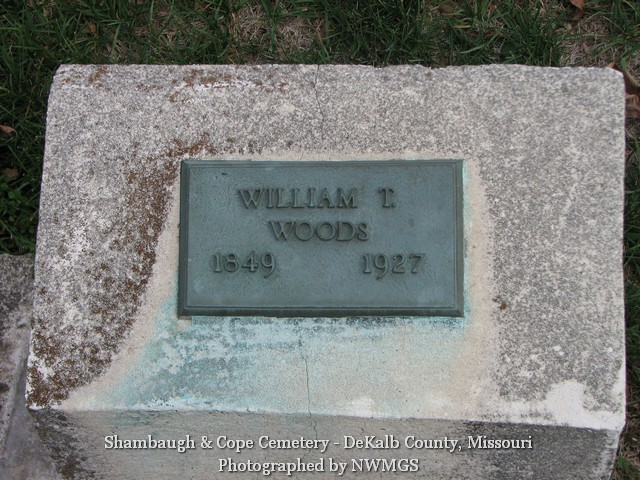 WILLIAM T.
WOODS
1849 1927
Shambaugh & Cope Cemetery - DeKalb County, Missouri
Photographed by NWMGS